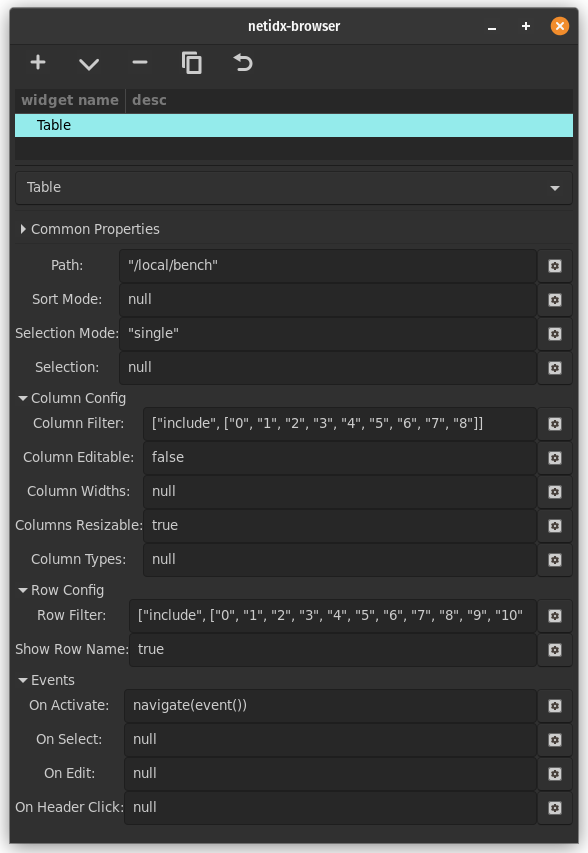 netidx-browser
widget name desc
Table
Table
Common Properties
Path: "/local/bench"
Sort Mode: null
Selection Mode: "single"
Selection: null
Column Config
Column Filter: ["include", ["0", "1", "2", "3", "4", "5", "6", "7", "8"]]
Column Editable: false
Column Widths: null
Columns Resizable: true
Column Types: null
Row Config
Row Filter: ["include", ["0", "1", "2", "3", "4", "5", "6", "7", "8", "9", "10"
Show Row Name: true
Events
On Activate: navigate(event())
On Select: null
On Edit: null
On Header Click: null